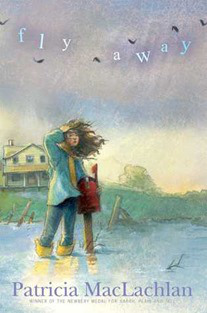 fly away
Patricia MacLachlan
WINNER OF THE NEWBERY MEDAL FOR SARAH, PLAIN AND TALL